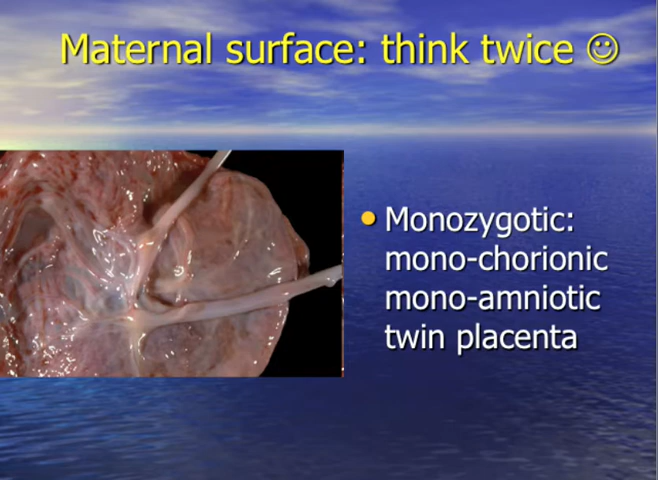 Maternal surface: think twice ☺
• Monozygotic:
mono-chorionic
mono-amniotic
twin placenta